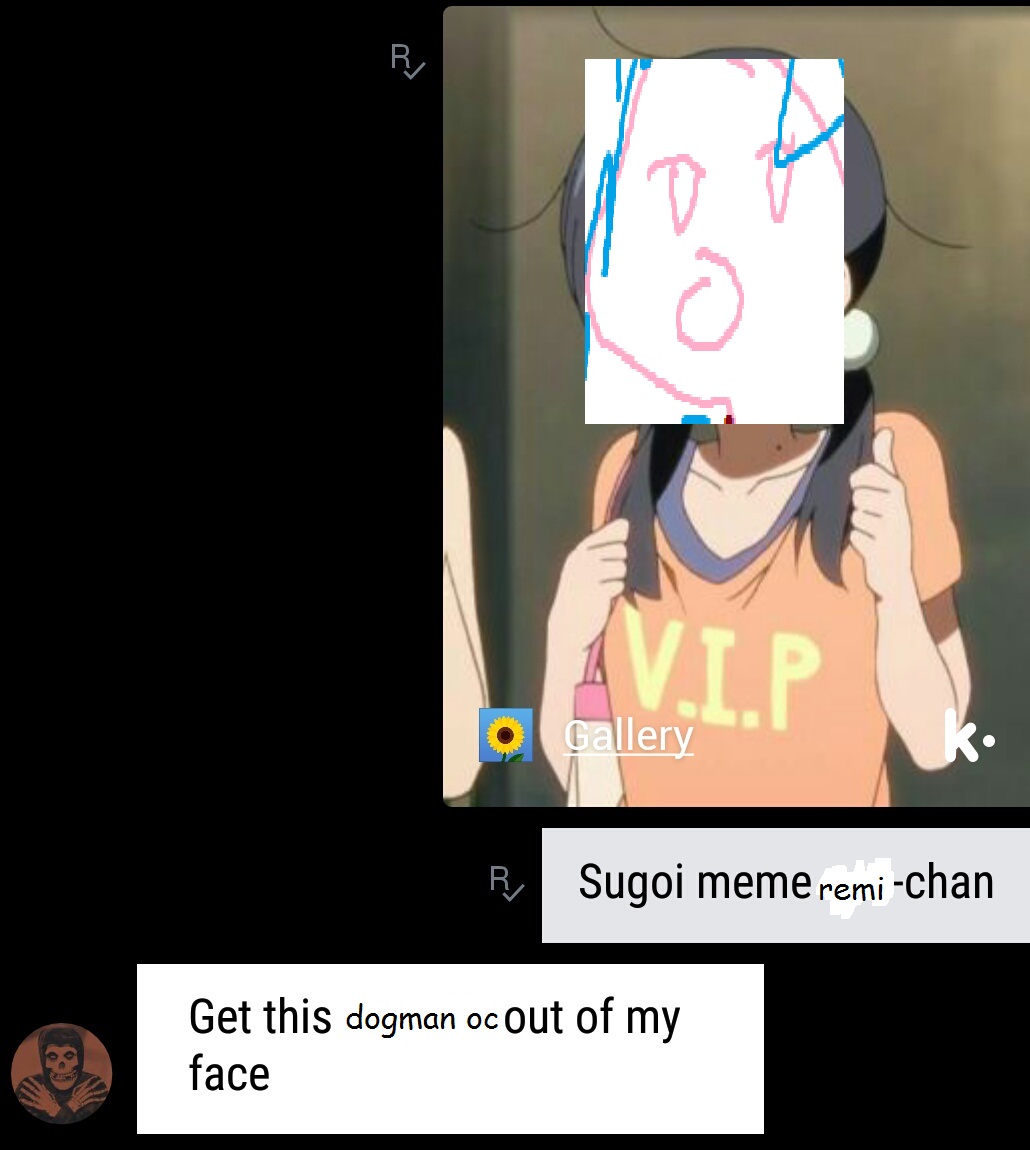 R
V.I.P
Gallery
k.
R
Sugoi meme remi-chan
Get this dogman oc out of my
face